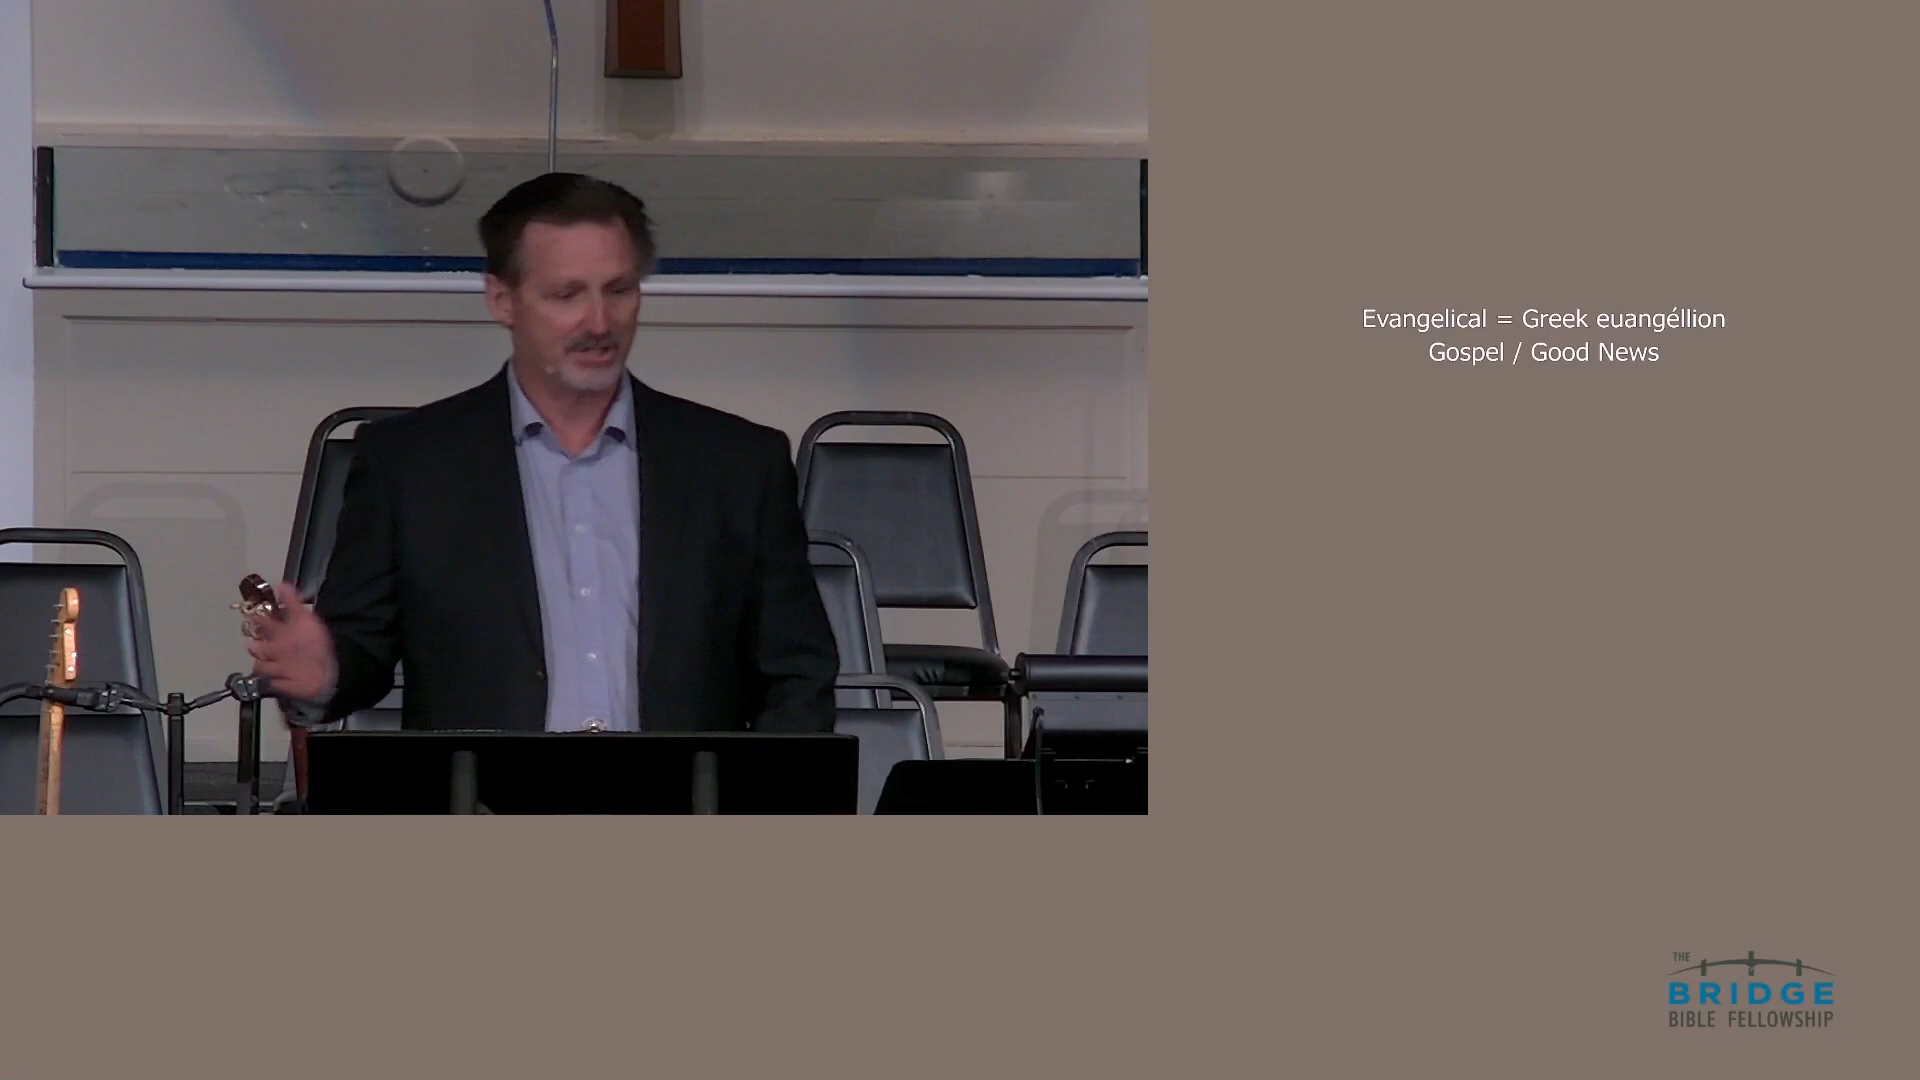 Evangelical = Greek euangéllion
Gospel / Good News
THE
BRIDGE
BIBLE FELLOWSHIP